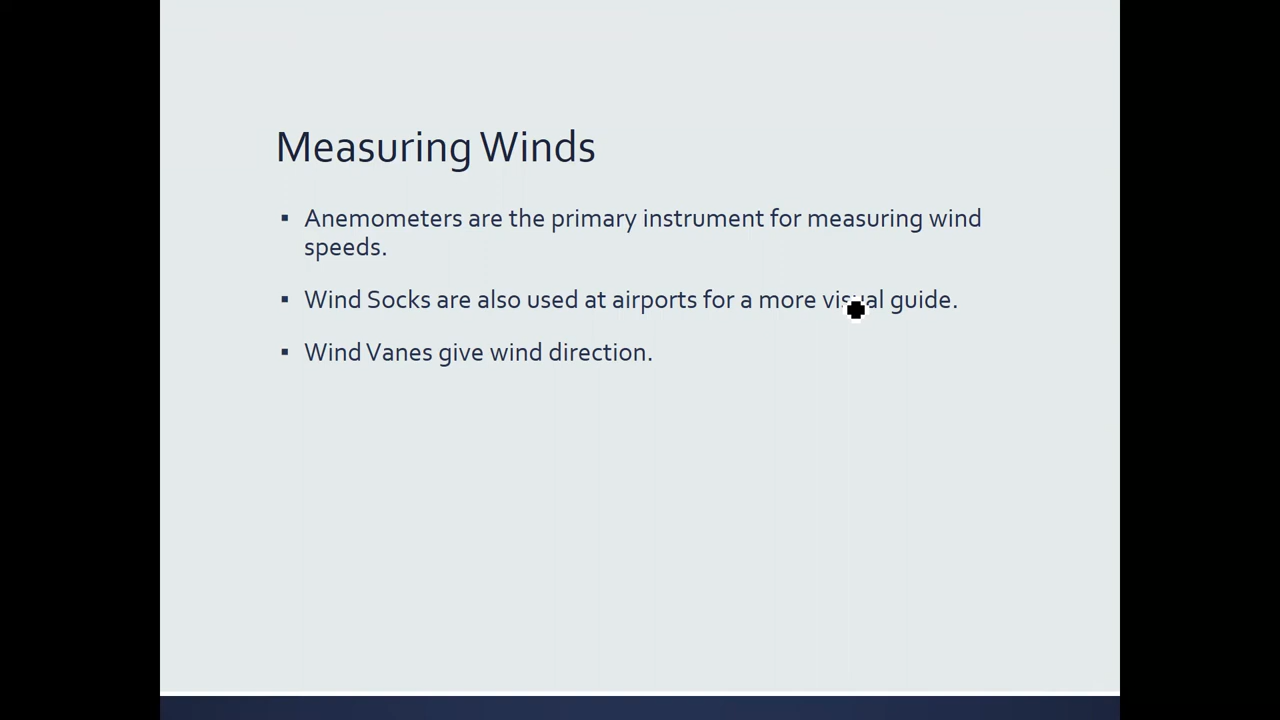 Measuring Winds
▪ Anemometers are the primary instrument for measuring wind
speeds.
▪ Wind Socks are also used at airports for a more visual guide.
▪ Wind Vanes give wind direction.